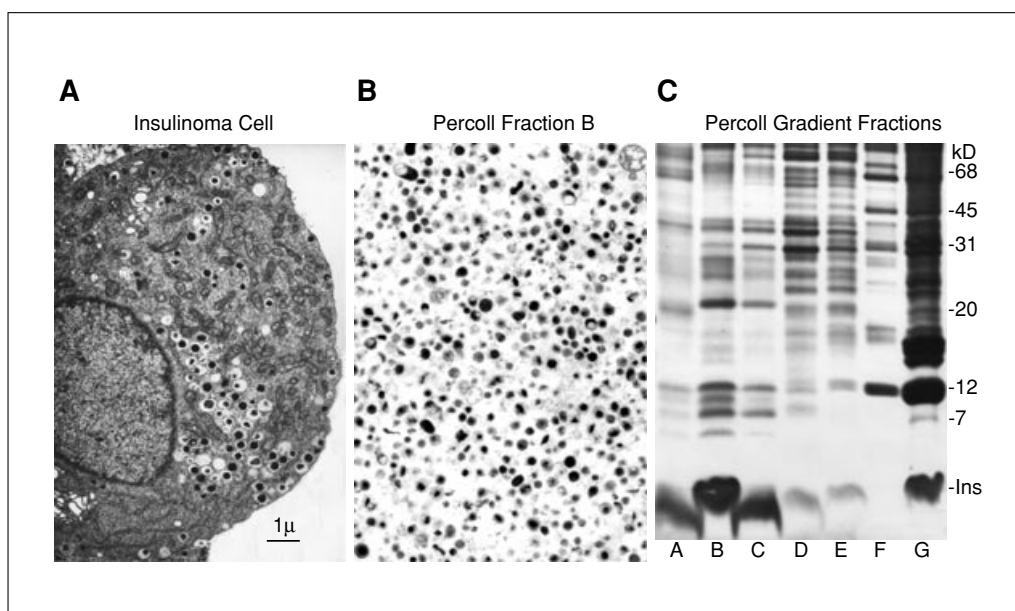 A
Insulinoma Cell
1µ
B
Percoll Fraction B
C
Percoll Gradient Fractions
kD
-68
-45
-31
-20
-12
-7
-Ins
A B C D E F G